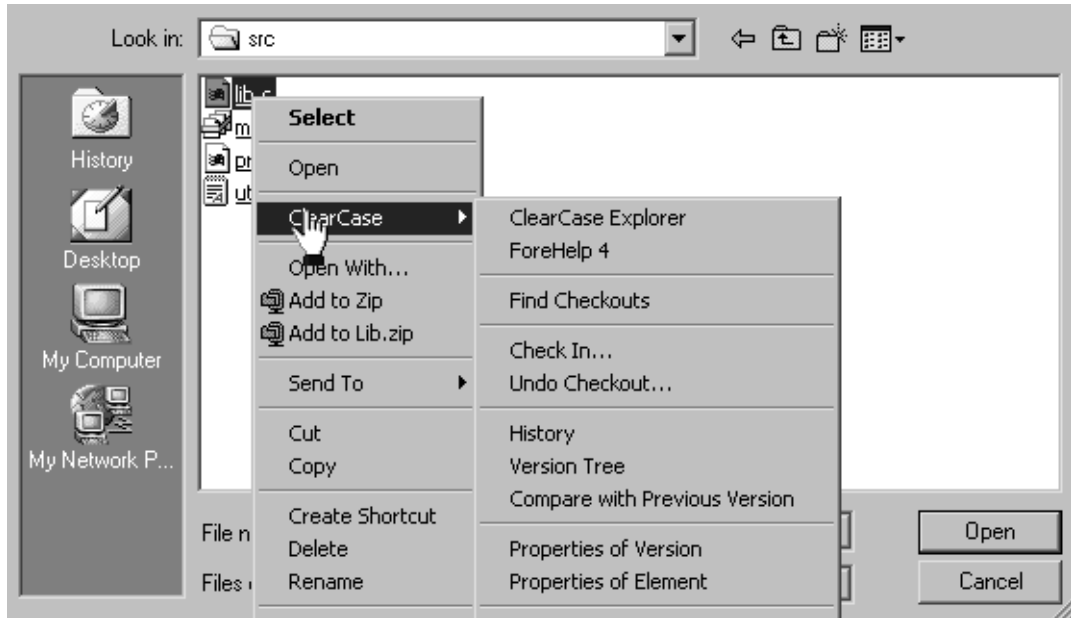 Look in: src
History
Desktop
My Computer
My Network P...
lib.c
Select
Open
ClearCase
Open With...
Add to Zip
Add to Lib.zip
Send To
Cut
Copy
Create Shortcut
Delete
Rename
ClearCase Explorer
ForeHelp 4
Find Checkouts
Check In...
Undo Checkout...
History
Version Tree
Compare with Previous Version
Properties of Version
Properties of Element
File n
Files
Open
Cancel